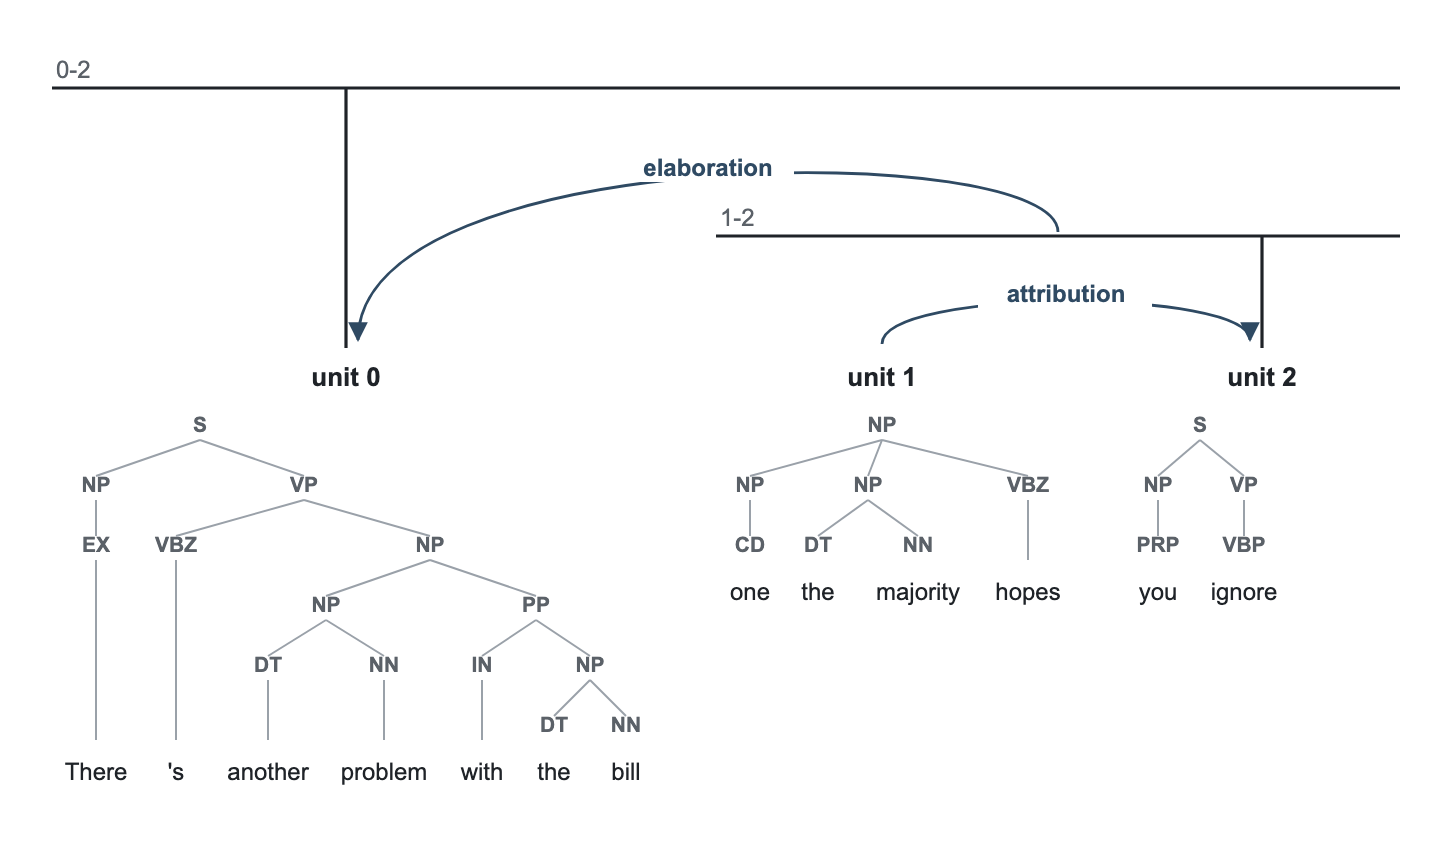 0-2
elaboration
1-2
attribution
unit 0 unit 1 unit 2
S NP S
NP VP NP NP VBZ NP VP
EX VBZ NP CD DT NN PRP VBP
one the majority hopes you ignore
NP PP
DT NN IN NP
DT NN
There 's another problem with the bill